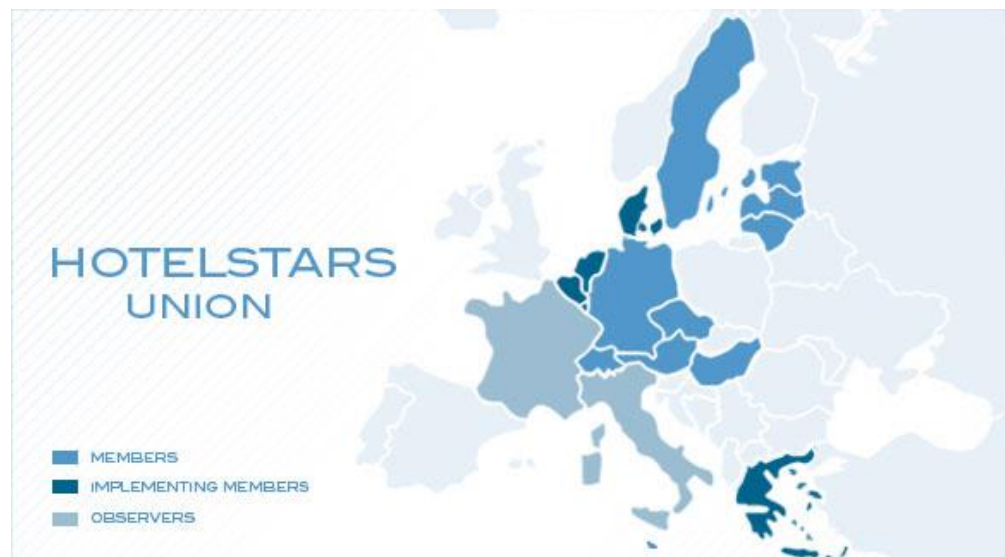 HOTELSTARS
UNION
MEMBERS
IMPLEMENTING MEMBERS
OBSERVERS